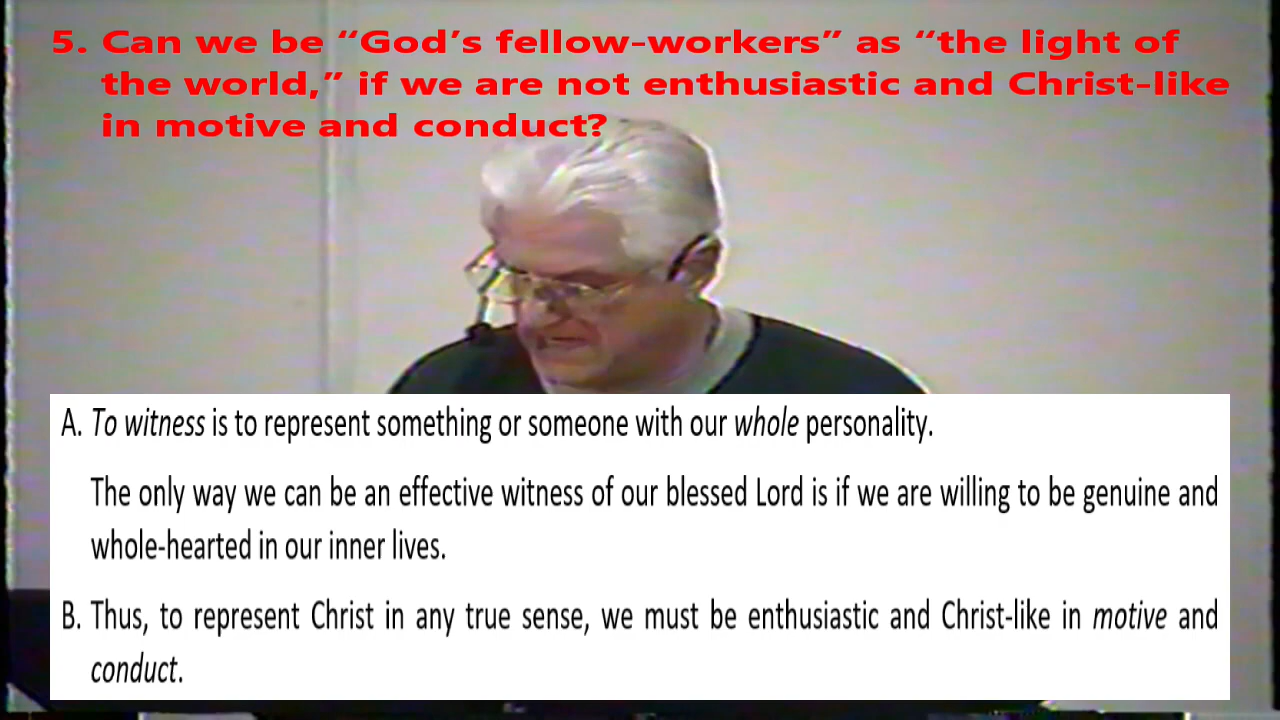 5. Can we be “God’s fellow-workers” as “the light of
the world,” if we are not enthusiastic and Christ-like
in motive and conduct?
A. To witness is to represent something or someone with our whole personality.
The only way we can be an effective witness of our blessed Lord is if we are willing to be genuine and
whole-hearted in our inner lives.
B. Thus, to represent Christ in any true sense, we must be enthusiastic and Christ-like in motive and
conduct.